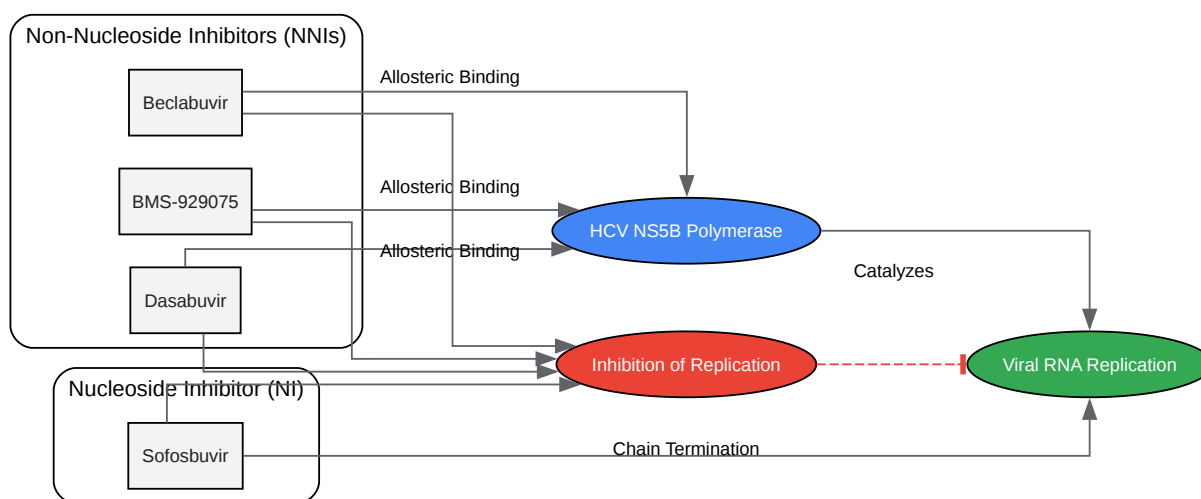 Non-Nucleoside Inhibitors (NNIs)
Beclabuvir
Allosteric Binding
BMS-929075
Allosteric Binding
HCV NS5B Polymerase
Allosteric Binding
Catalyzes
Dasabuvir
Inhibition of Replication
Viral RNA Replication
Nucleoside Inhibitor (NI)
Sofosbuvir
Chain Termination